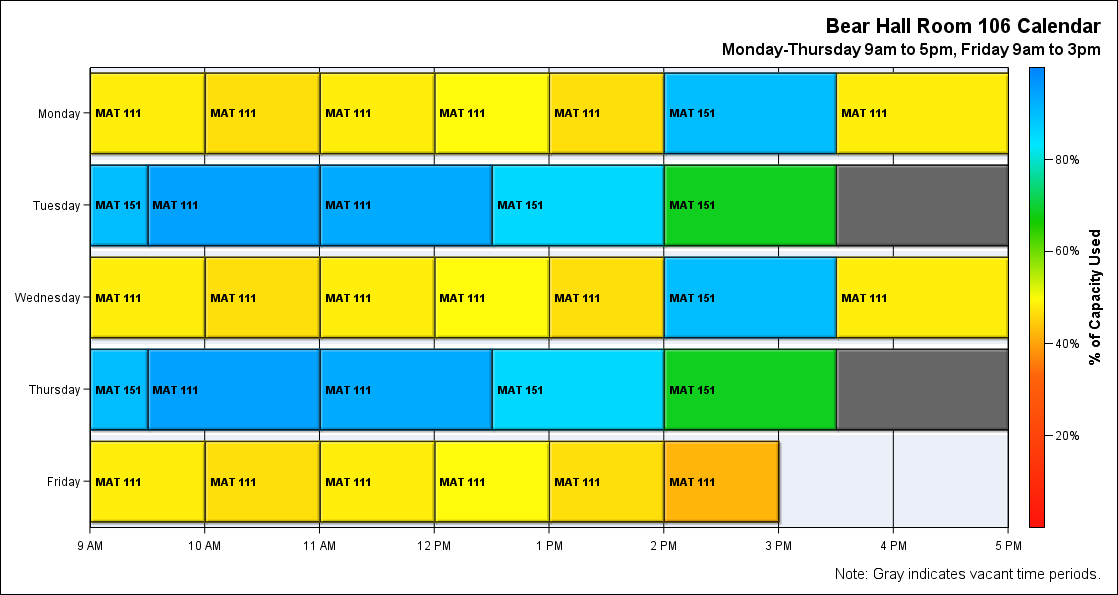 Bear Hall Room 106 Calendar
Monday-Thursday 9am to 5pm, Friday 9am to 3pm
Monday MAT 111 MAT 111 MAT 111 MAT 111 MAT 111 MAT 151 MAT 111
Tuesday MAT 151 MAT 111 MAT 111 MAT 151 MAT 151
Wednesday MAT 111 MAT 111 MAT 111 MAT 111 MAT 111 MAT 151 MAT 111
Thursday MAT 151 MAT 111 MAT 111 MAT 151 MAT 151
Friday MAT 111 MAT 111 MAT 111 MAT 111 MAT 111 MAT 111
9 AM 10 AM 11 AM 12 PM 1 PM 2 PM 3 PM 4 PM 5 PM
80%
60%
40%
20%
% of Capacity Used
Note: Gray indicates vacant time periods.